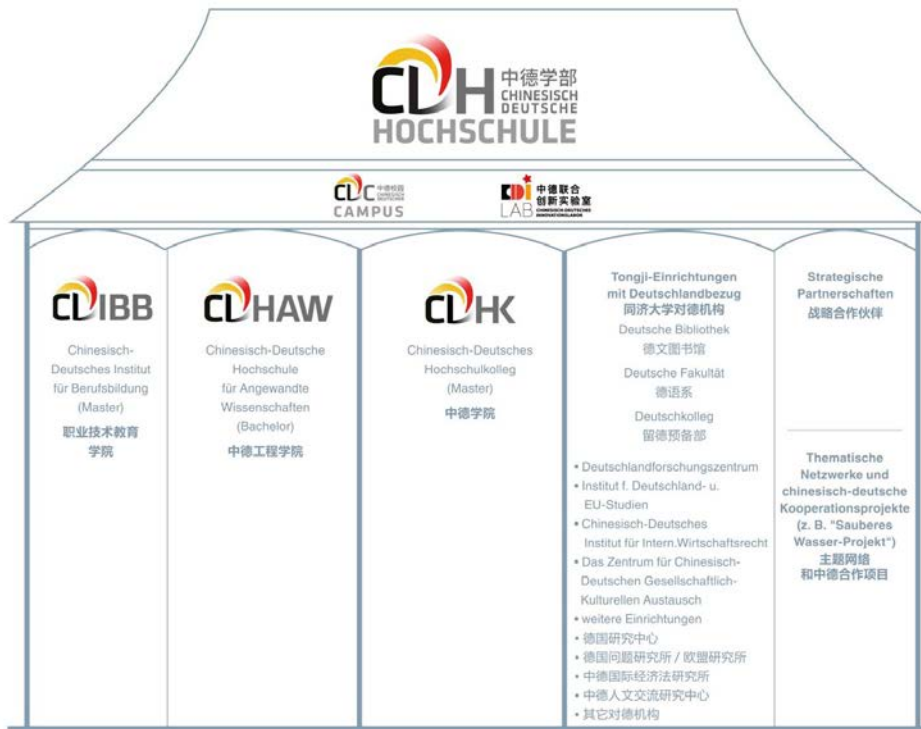 CDH 中德学部
CHINESISCH
DEUTSCHE
HOCHSCHULE
CDC 中德校园
CHINESISCH
DEUTSCHER
CAMPUS
CDI 中德联合
创新实验室
LAB CHINESISCH-DEUTSCHES
INNOVATIONSLABOR
CDIBB
Chinesisch-
Deutsches Institut
für Berufsbildung
(Master)
职业技术教育
学院
CDHAW
Chinesisch-Deutsche
Hochschule
für Angewandte
Wissenschaften
(Bachelor)
中德工程学院
CDHK
Chinesisch-Deutsches
Hochschulkolleg
(Master)
中德学院
Tongji-Einrichtungen
mit Deutschlandbezug
同济大学对德机构
Deutsche Bibliothek
德文图书馆
Deutsche Fakultät
德语系
Deutschkolleg
留德预备部
• Deutschlandforschungszentrum
• Institut f. Deutschland- u.
EU-Studien
• Chinesisch-Deutsches
Institut für Intern.Wirtschaftsrecht
• Das Zentrum für Chinesisch-
Deutschen Gesellschaftlich-
Kulturellen Austausch
• weitere Einrichtungen
• 德国研究中心
• 德国问题研究所 / 欧盟研究所
• 中德国际经济法研究所
• 中德人文交流研究中心
• 其它对德机构
Strategische
Partnerschaften
战略合作伙伴
Thematische
Netzwerke und
chinesisch-deutsche
Kooperationsprojekte
(z. B. "Sauberes
Wasser-Projekt")
主题网络
和中德合作项目